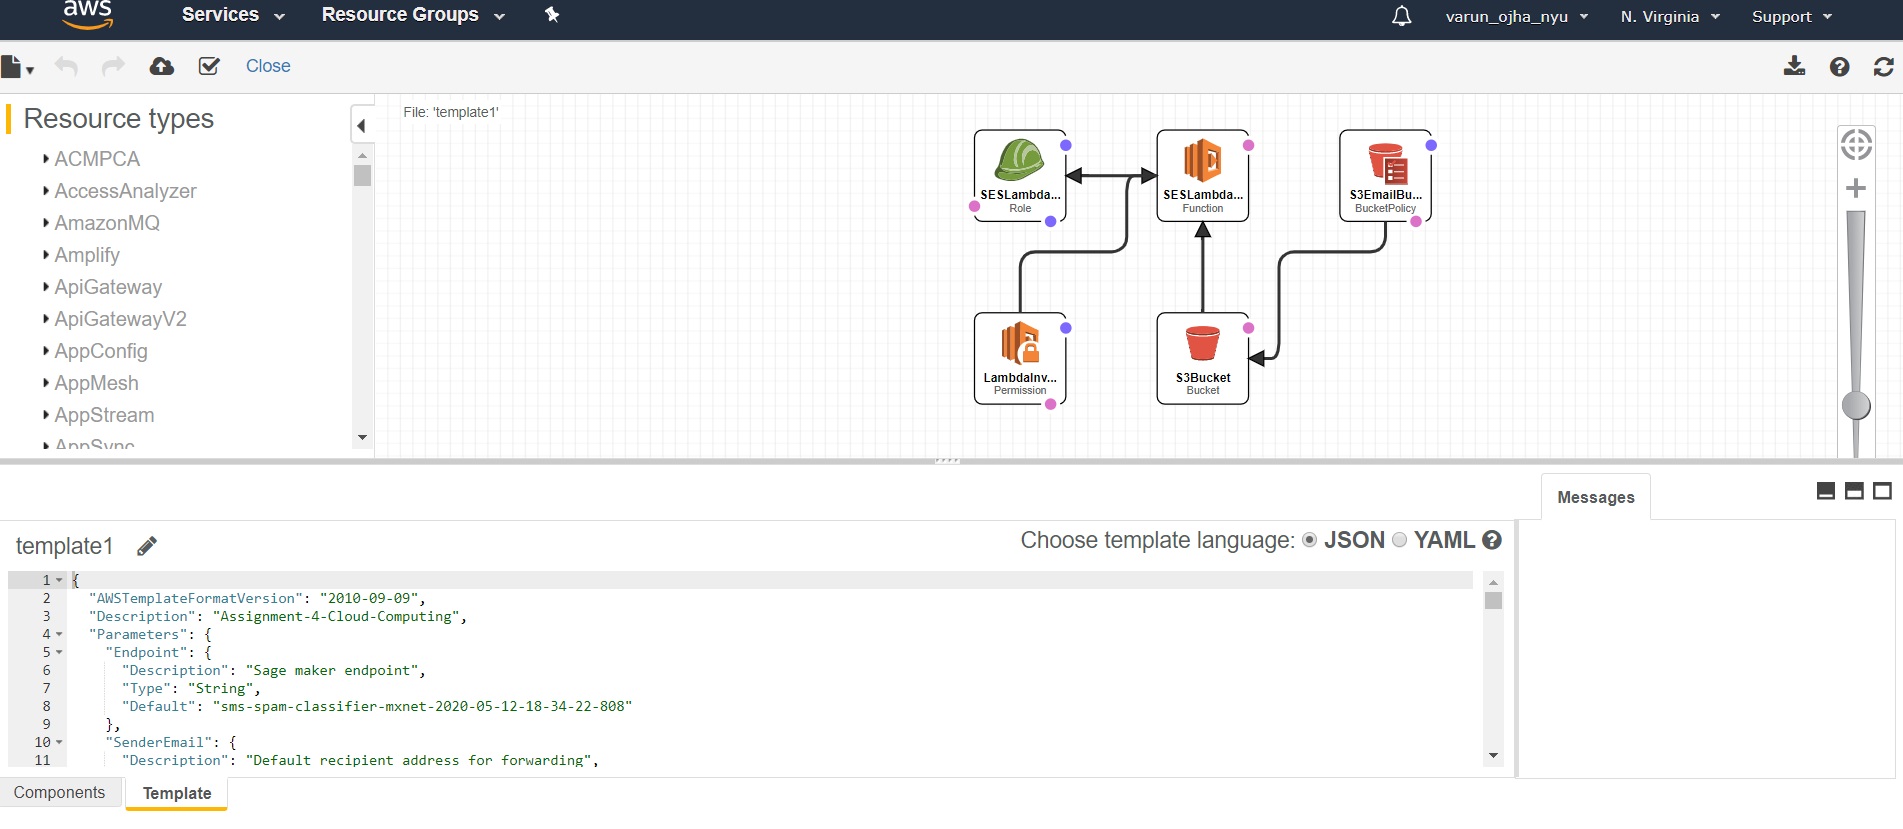 aws Services Resource Groups varun_ojha_nyu N. Virginia Support
Close
Resource types
ACMPCA
AccessAnalyzer
AmazonMQ
Amplify
ApiGateway
ApiGatewayV2
AppConfig
AppMesh
AppStream
AppSync
File: 'template1'
SESLambda...
Role
SESLambda...
Function
S3EmailBu...
BucketPolicy
LambdaInv...
Permission
S3Bucket
Bucket
Messages
template1
Choose template language: JSON YAML
1 {
2 "AWSTemplateFormatVersion": "2010-09-09",
3 "Description": "Assignment-4-Cloud-Computing",
4 "Parameters": {
5 "Endpoint": {
6 "Description": "Sage maker endpoint",
7 "Type": "String",
8 "Default": "sms-spam-classifier-mxnet-2020-05-12-18-34-22-808"
9 },
10 "SenderEmail": {
11 "Description": "Default recipient address for forwarding",
Components Template